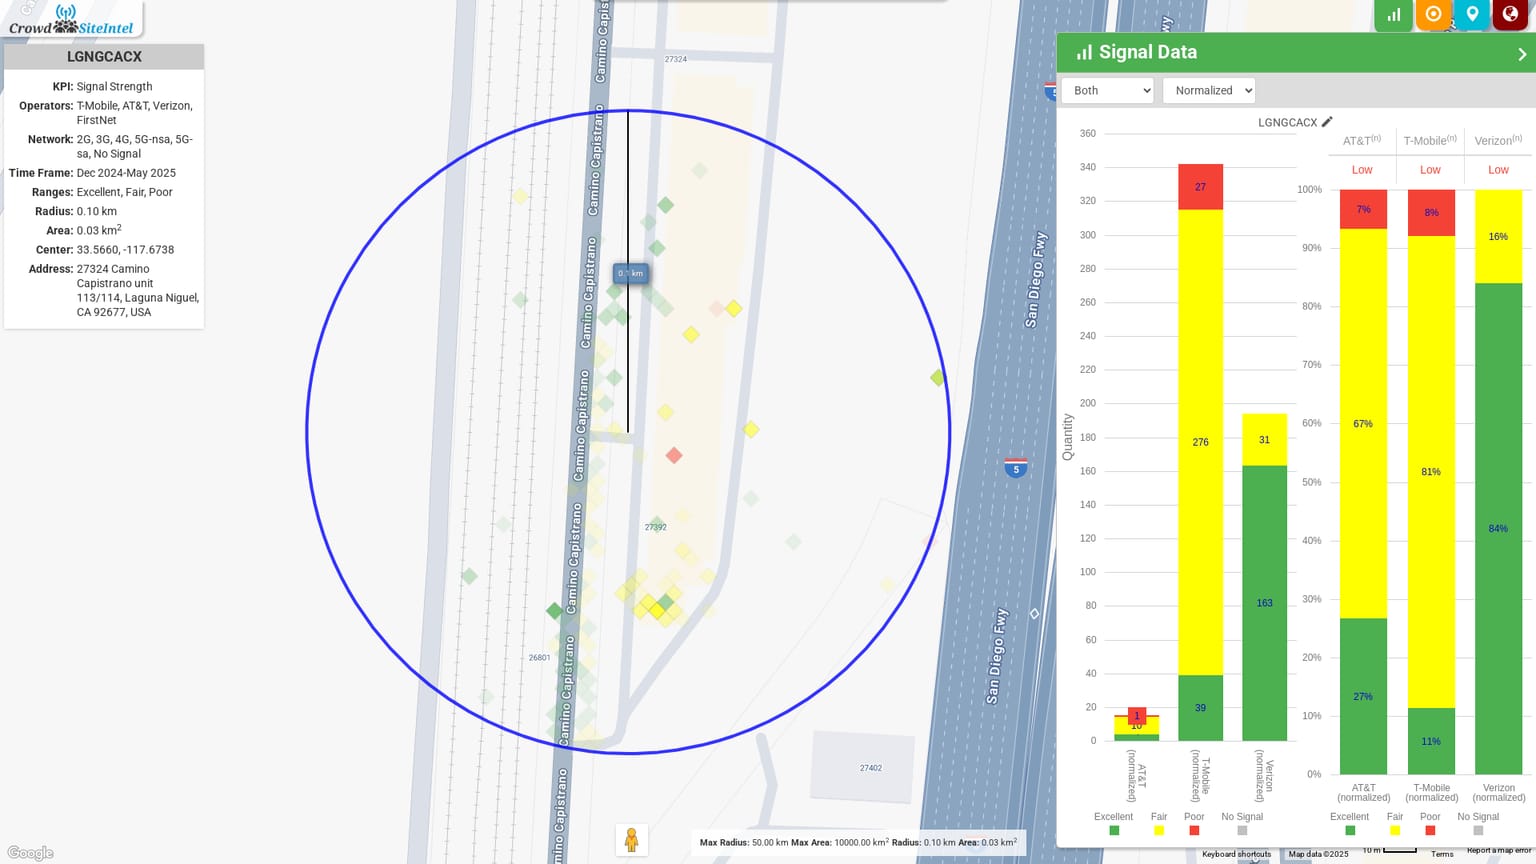 Crowd SiteIntel
LGNGCACX
KPI: Signal Strength
Operators: T-Mobile, AT&T, Verizon,
FirstNet
Network: 2G, 3G, 4G, 5G-nsa, 5G-
sa, No Signal
Time Frame: Dec 2024-May 2025
Ranges: Excellent, Fair, Poor
Radius: 0.10 km
Area: 0.03 km²
Center: 33.5660, -117.6738
Address: 27324 Camino
Capistrano unit
113/114, Laguna Niguel,
CA 92677, USA
Camino Capistrano
Camino Capistrano
Camino Capistrano
Camino Capistrano
Camino Capistrano
Camino Capistrano
27324
0.1 km
27392
26801
27402
San Diego Fwy
San Diego Fwy
5
Google
Max Radius: 50.00 km Max Area: 10000.00 km² Radius: 0.10 km Area: 0.03 km²
Signal Data
Both
Normalized
LGNGCACX
360
340
320
300
280
260
240
220
200
180
160
140
120
100
80
60
40
20
0
Quantity
1
10
27
276
39
31
163
AT&T
(normalized)
T-Mobile
(normalized)
Verizon
(normalized)
Excellent Fair Poor No Signal
AT&T(n) T-Mobile(n) Verizon(n)
Low Low Low
100%
90%
80%
70%
60%
50%
40%
30%
20%
10%
0%
7%
67%
27%
8%
81%
11%
16%
84%
AT&T
(normalized)
T-Mobile
(normalized)
Verizon
(normalized)
Excellent Fair Poor No Signal
Keyboard shortcuts Map data ©2025 10 m Terms Report a map error